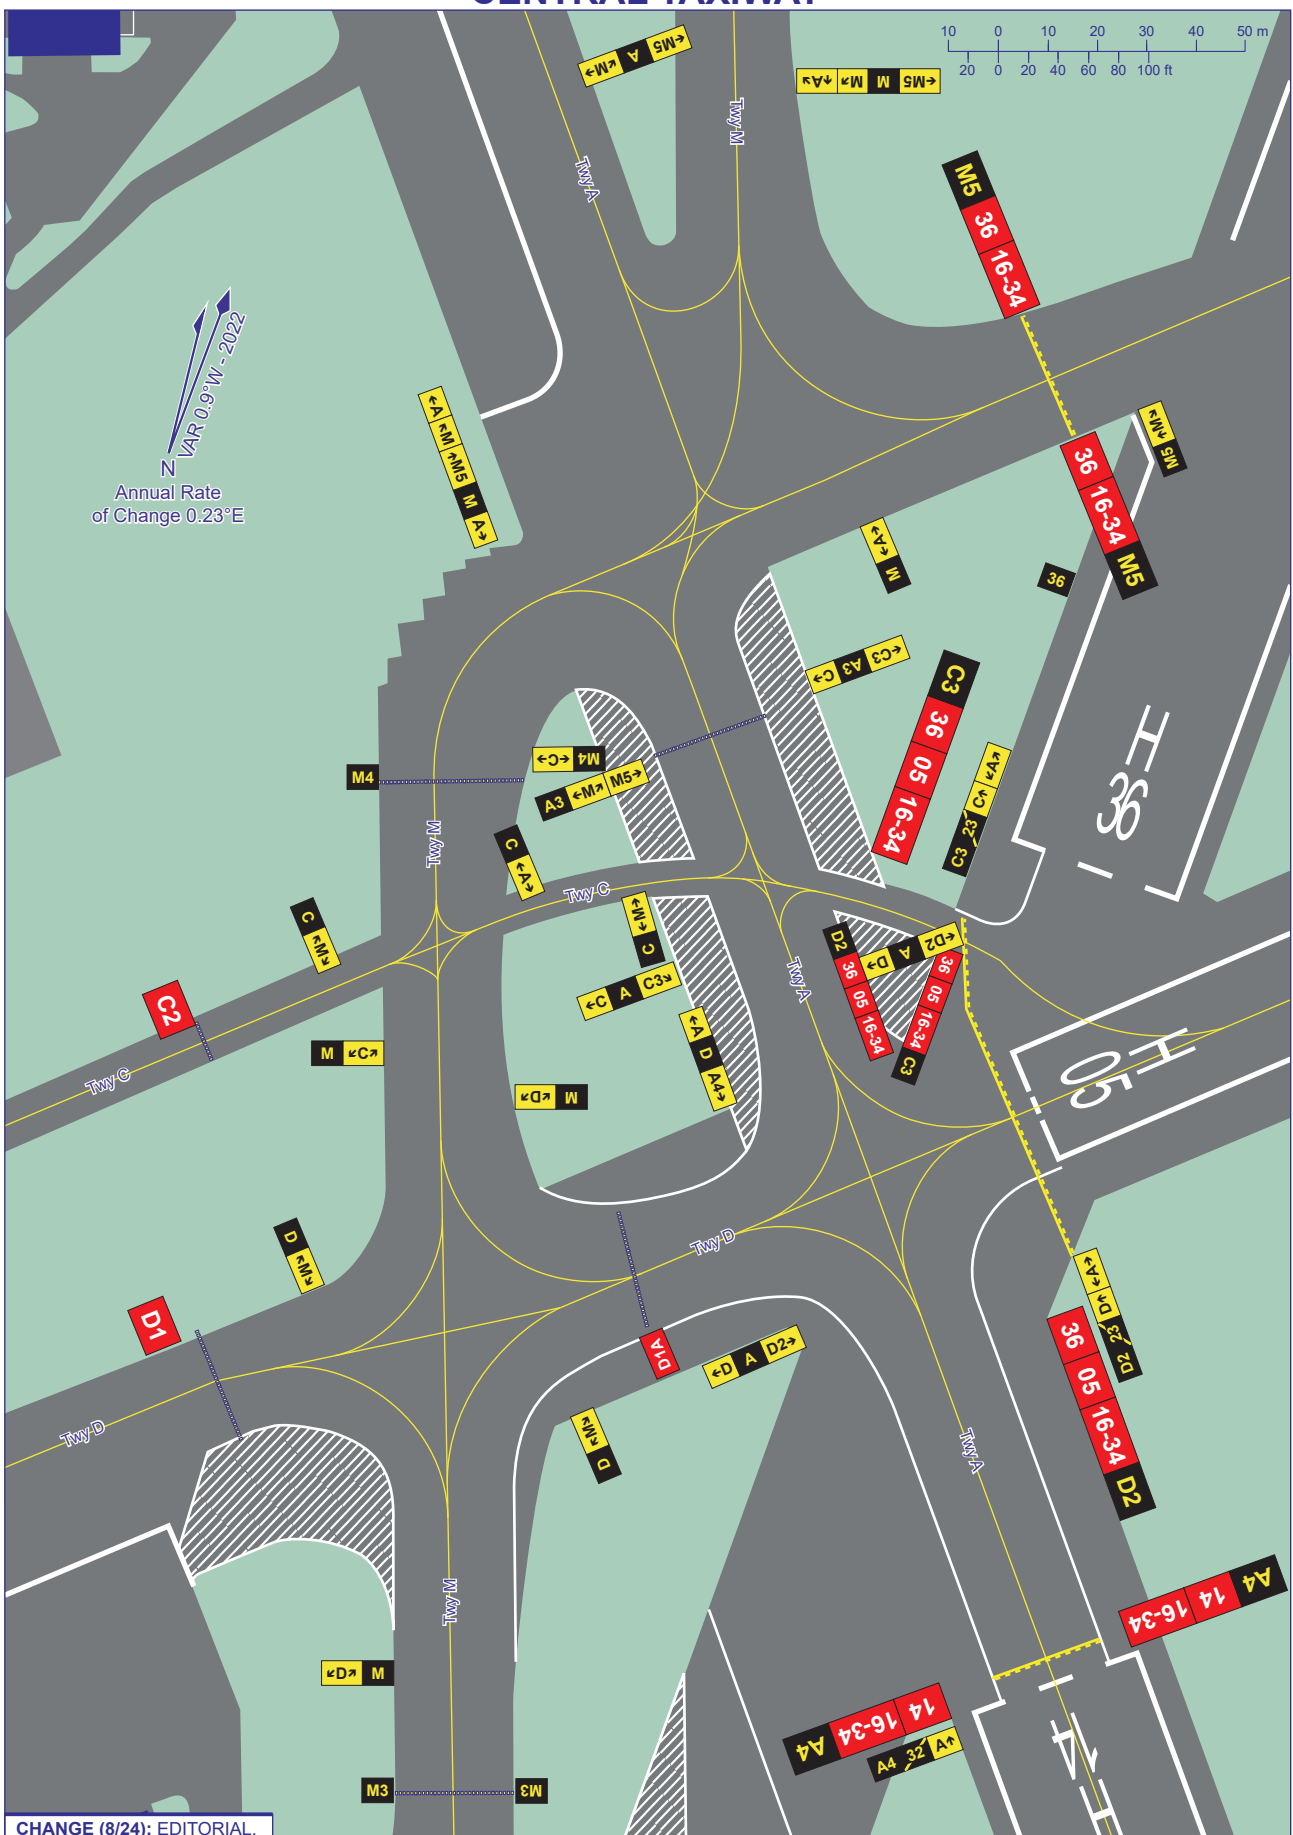 CENTRAL TAXIWAY
10 0 10 20 30 40 50 m
20 0 20 40 60 80 100 ft
←M↗ A ←M5
↖A↗ ↙M M↗ M ←M5
Twy M
Twy A
M5 36 16-34
VAR 0.9°W - 2022
N
Annual Rate
of Change 0.23°E
←A ↖M ↑M5 M A→
36 16-34 M5
←M↗ M5
←A→ M
36
←C A3 ←C3
C3 36 05 16-34
C3 23 C↑ ↙A↗
36-H
M4
←C→ M4
A3 ←M↗ M5→
Twy M
C ←A→
Twy C
C ↖M↘
←M→ C
←C A C3↘
D2 36 05 16-34
←D A ←D2
36 05 16-34 C3
Twy A
C2
Twy C
M ↙C↗
←A D A4→
05-H
↙D↗ M
D ↖M↘
Twy D
D1
D1A
←D A D2→
←A→ D↑ 23 D2
36 05 16-34 D2
Twy D
↖M↘ D
Twy A
Twy M
16-34 14 A4
↙D↗ M
A4 16-34 14
A4 32 A↑
14-H
M3
M3
CHANGE (8/24): EDITORIAL.